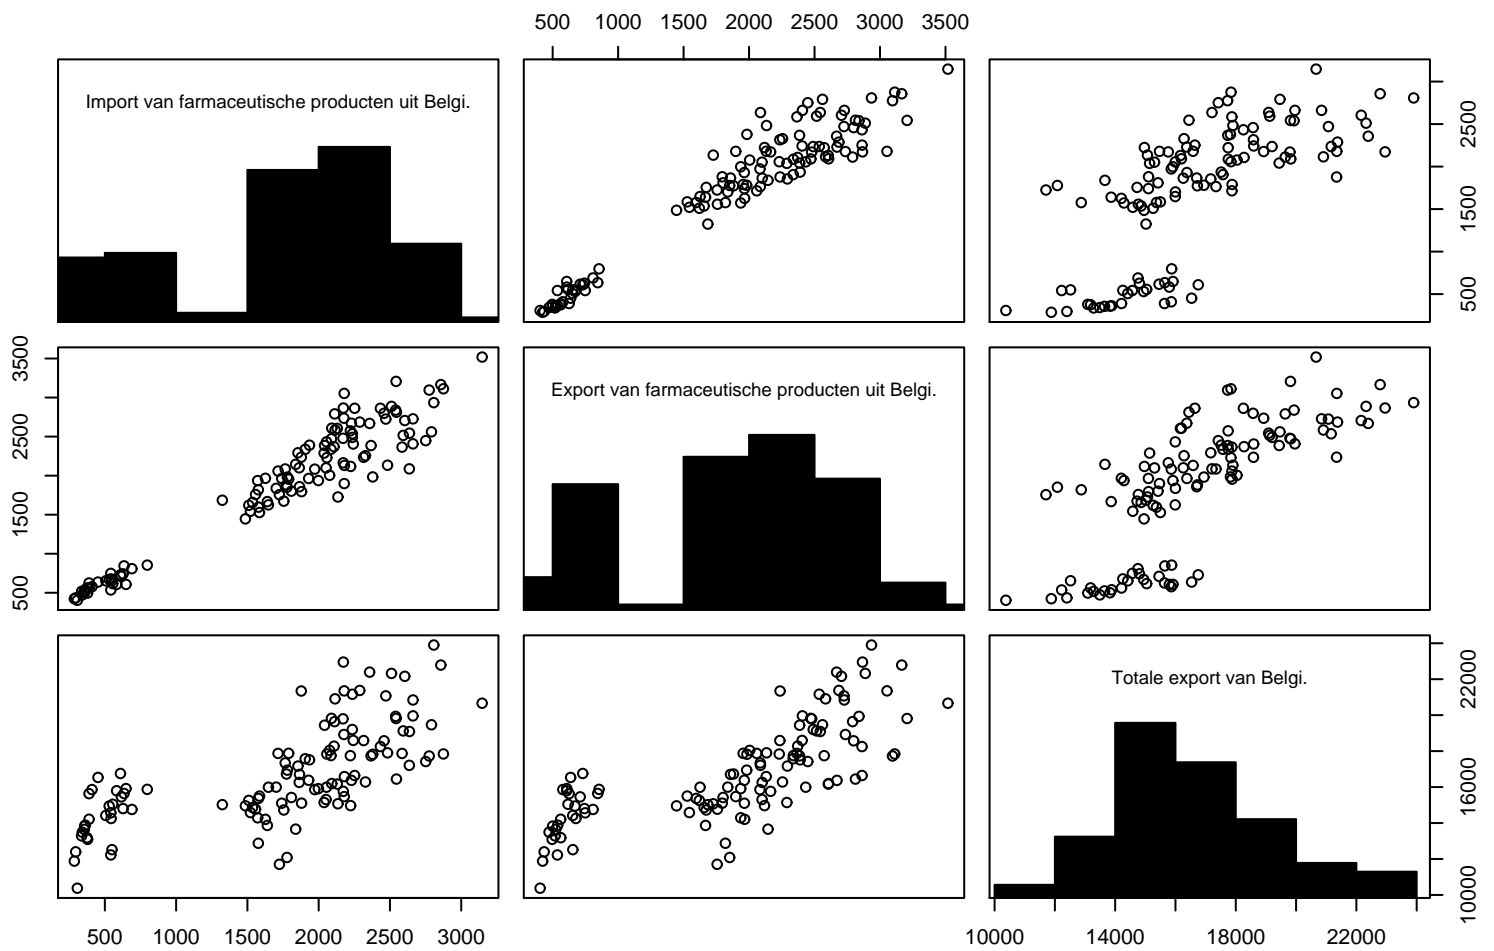 500 1000 1500 2000 2500 3000 3500
Import van farmaceutische producten uit Belgi.
500 1500 2500
500 1500 2500 3500
Export van farmaceutische producten uit Belgi.
Totale export van Belgi.
10000 16000 22000
500 1000 1500 2000 2500 3000
10000 14000 18000 22000